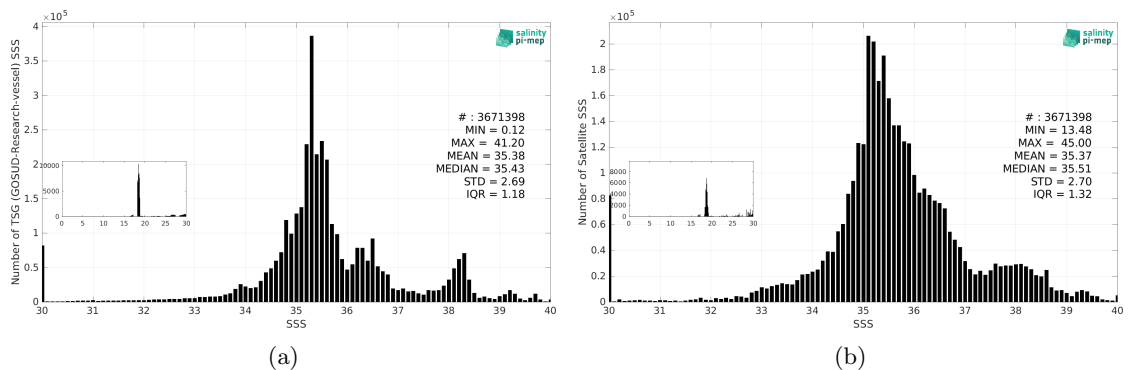 ×10⁵
4
3.5
3
2.5
2
1.5
1
0.5
0
Number of TSG (GOSUD-Research-vessel) SSS
salinity
pi-mep
# : 3671398
MIN = 0.12
MAX = 41.20
MEAN = 35.38
MEDIAN = 35.43
STD = 2.69
IQR = 1.18
10000
5000
0
0 5 10 15 20 25 30
30 31 32 33 34 35 36 37 38 39 40
SSS
(a)
×10⁵
2
1.8
1.6
1.4
1.2
1
0.8
0.6
0.4
0.2
0
Number of Satellite SSS
salinity
pi-mep
# : 3671398
MIN = 13.48
MAX = 45.00
MEAN = 35.37
MEDIAN = 35.51
STD = 2.70
IQR = 1.32
8000
6000
4000
2000
0
0 5 10 15 20 25 30
30 31 32 33 34 35 36 37 38 39 40
SSS
(b)